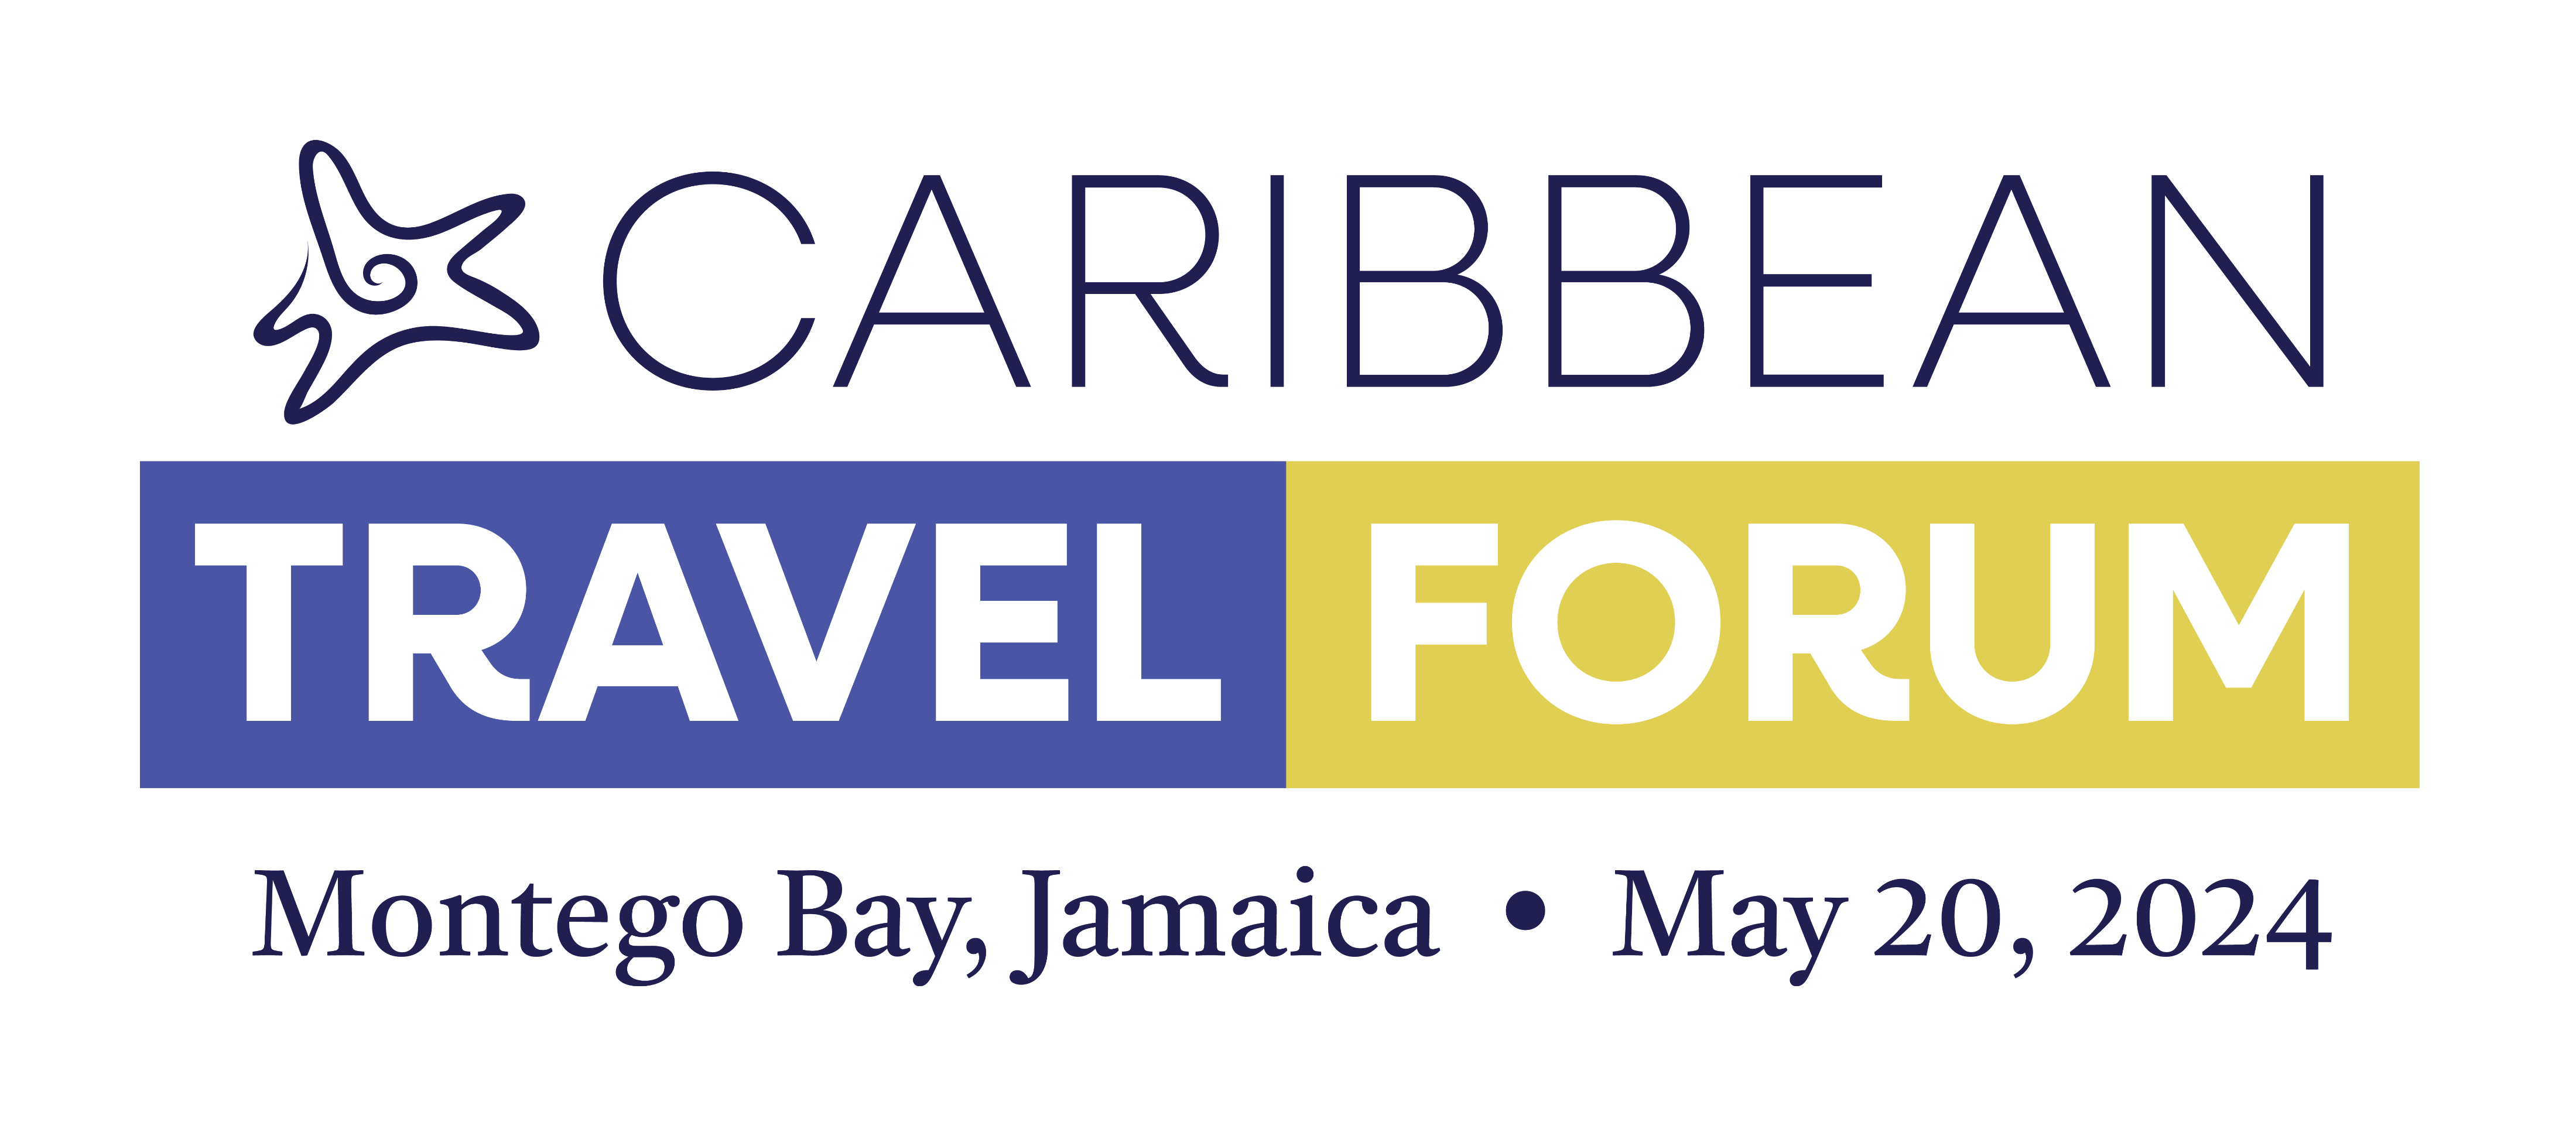 CARIBBEAN
TRAVEL FORUM
Montego Bay, Jamaica • May 20, 2024